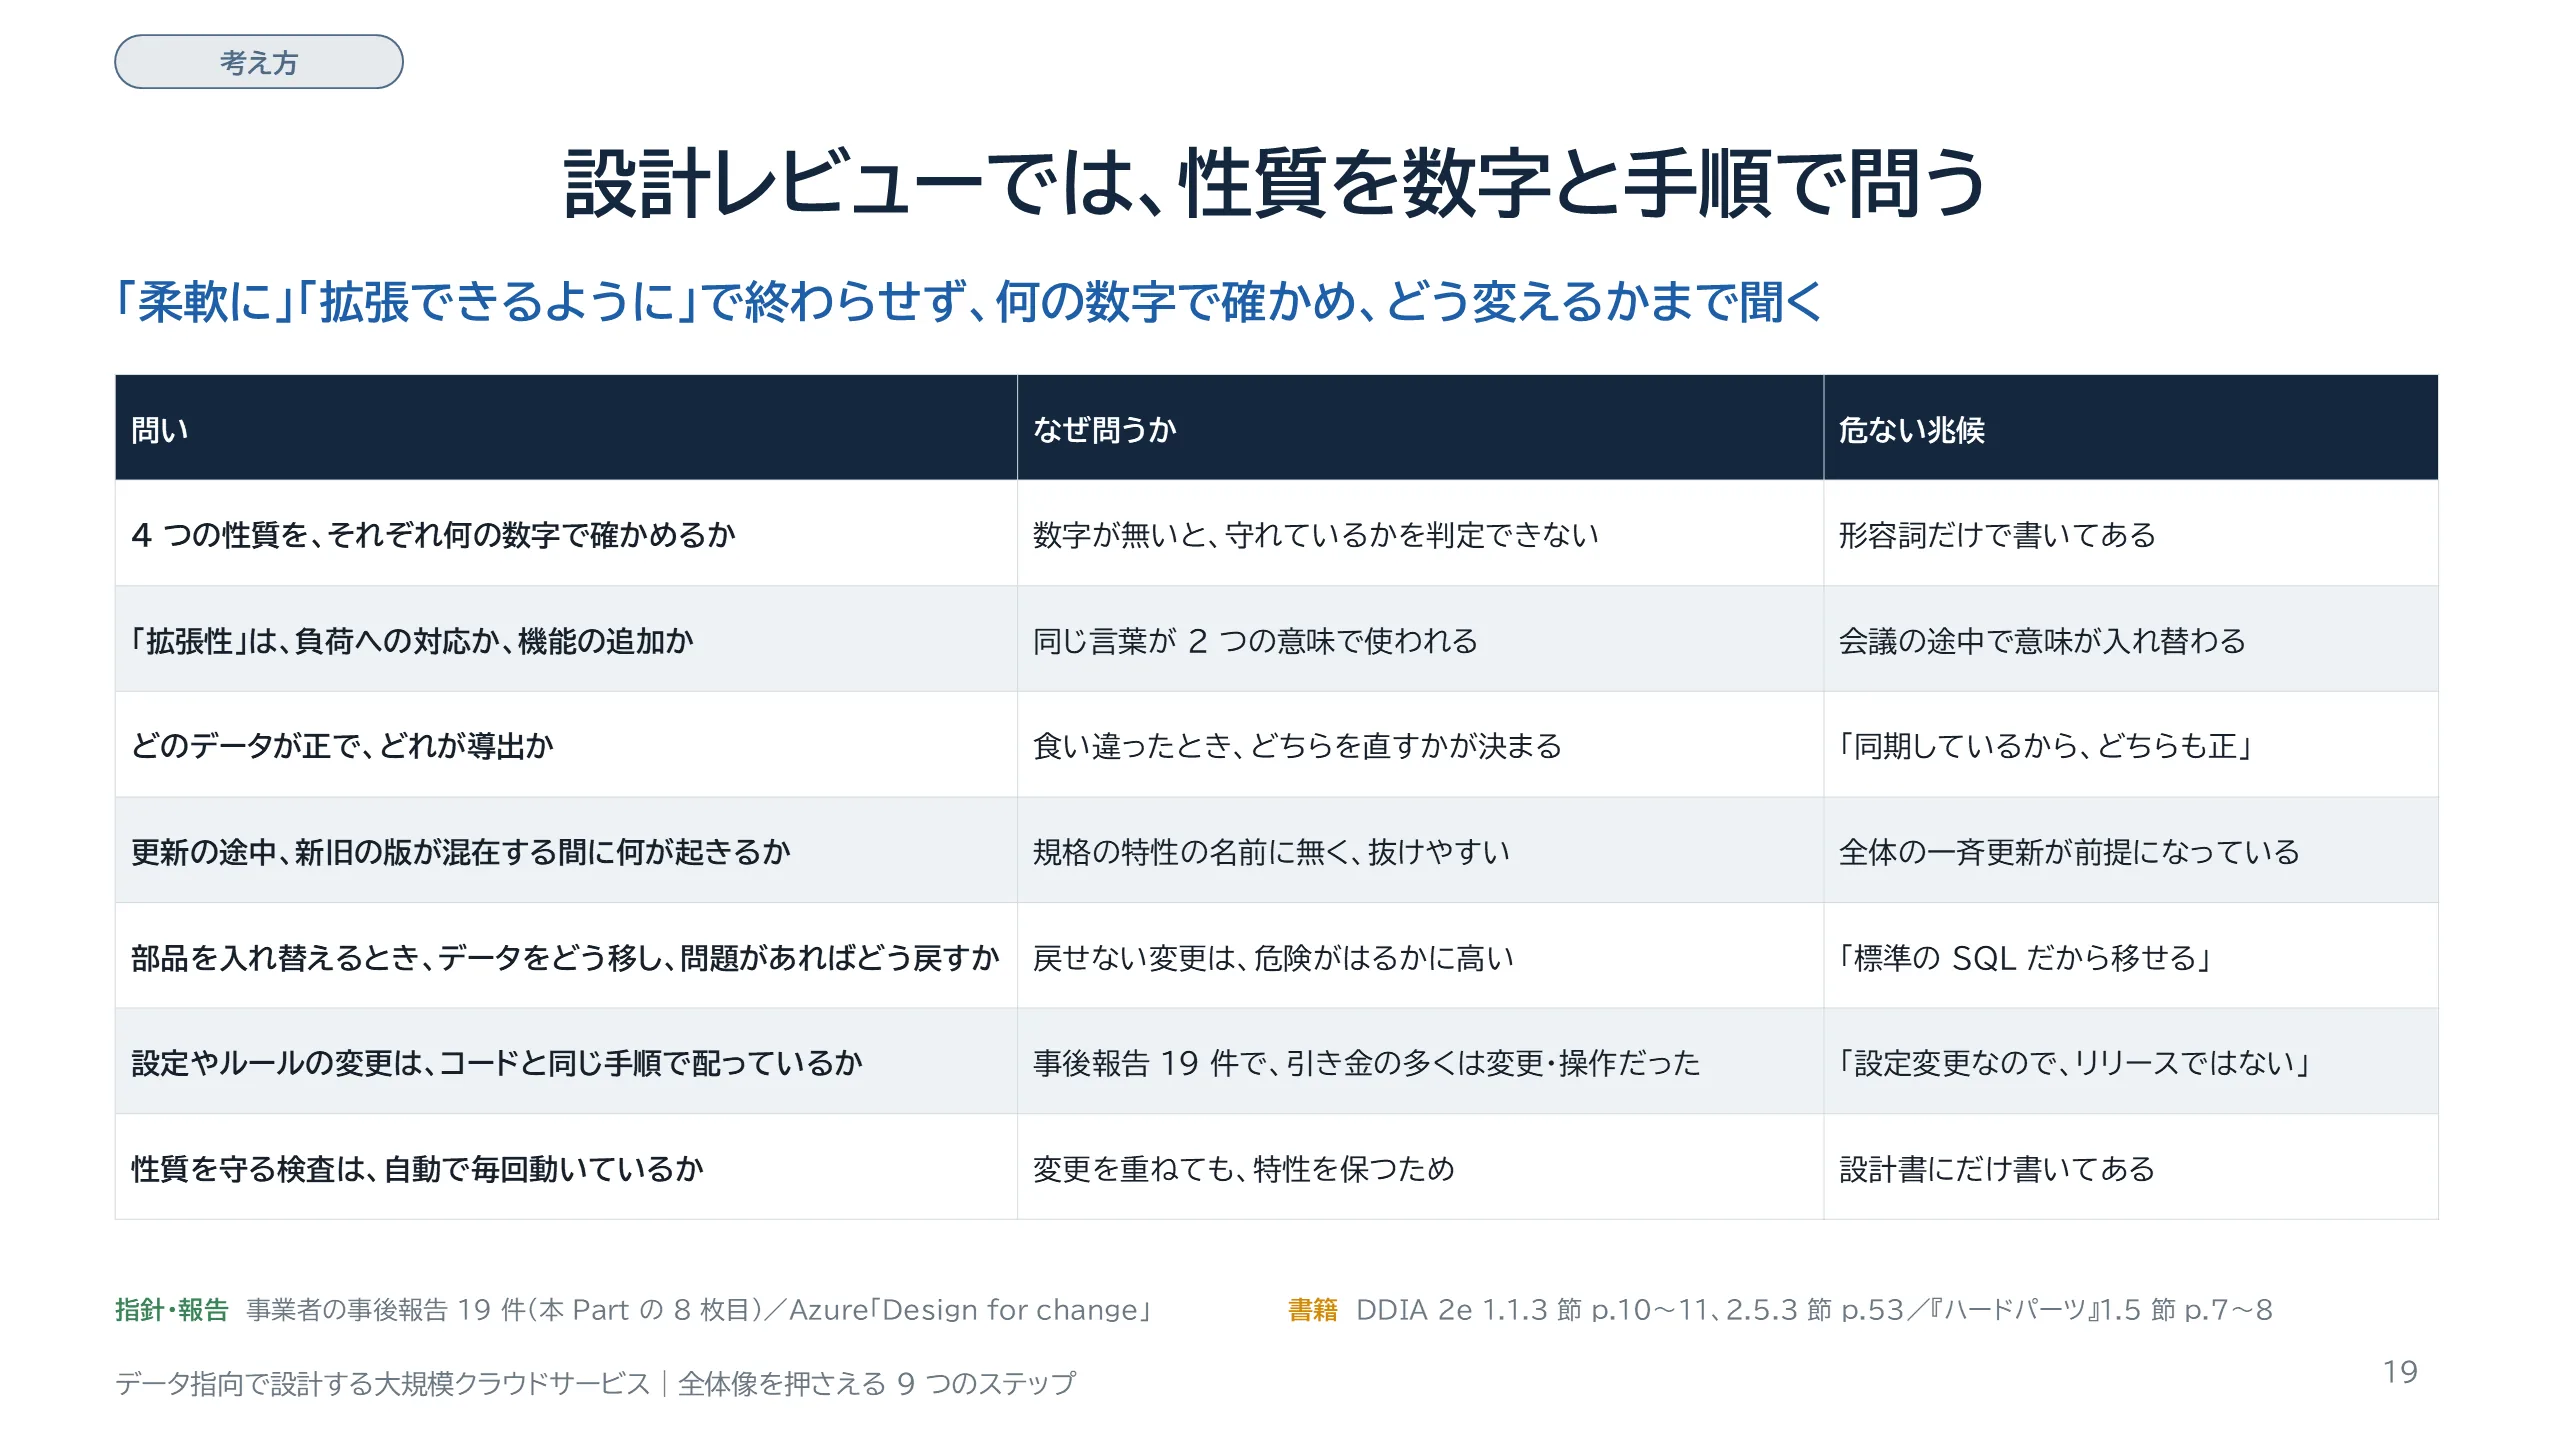 考え方
設計レビューでは、性質を数字と手順で問う
「柔軟に」「拡張できるように」で終わらせず、何の数字で確かめ、どう変えるかまで聞く
問い
なぜ問うか
危ない兆候
4 つの性質を、それぞれ何の数字で確かめるか
数字が無いと、守れているかを判定できない
形容詞だけで書いてある
「拡張性」は、負荷への対応か、機能の追加か
同じ言葉が 2 つの意味で使われる
会議の途中で意味が入れ替わる
どのデータが正で、どれが導出か
食い違ったとき、どちらを直すかが決まる
「同期しているから、どちらも正」
更新の途中、新旧の版が混在する間に何が起きるか
規格の特性の名前に無く、抜けやすい
全体の一斉更新が前提になっている
部品を入れ替えるとき、データをどう移し、問題があればどう戻すか
戻せない変更は、危険がはるかに高い
「標準の SQL だから移せる」
設定やルールの変更は、コードと同じ手順で配っているか
事後報告 19 件で、引き金の多くは変更・操作だった
「設定変更なので、リリースではない」
性質を守る検査は、自動で毎回動いているか
変更を重ねても、特性を保つため
設計書にだけ書いてある
指針・報告 事業者の事後報告 19 件(本 Part の 8 枚目)／Azure「Design for change」
書籍 DDIA 2e 1.1.3 節 p.10〜11、2.5.3 節 p.53／『ハードパーツ』1.5 節 p.7〜8
データ指向で設計する大規模クラウドサービス｜全体像を押さえる 9 つのステップ
19